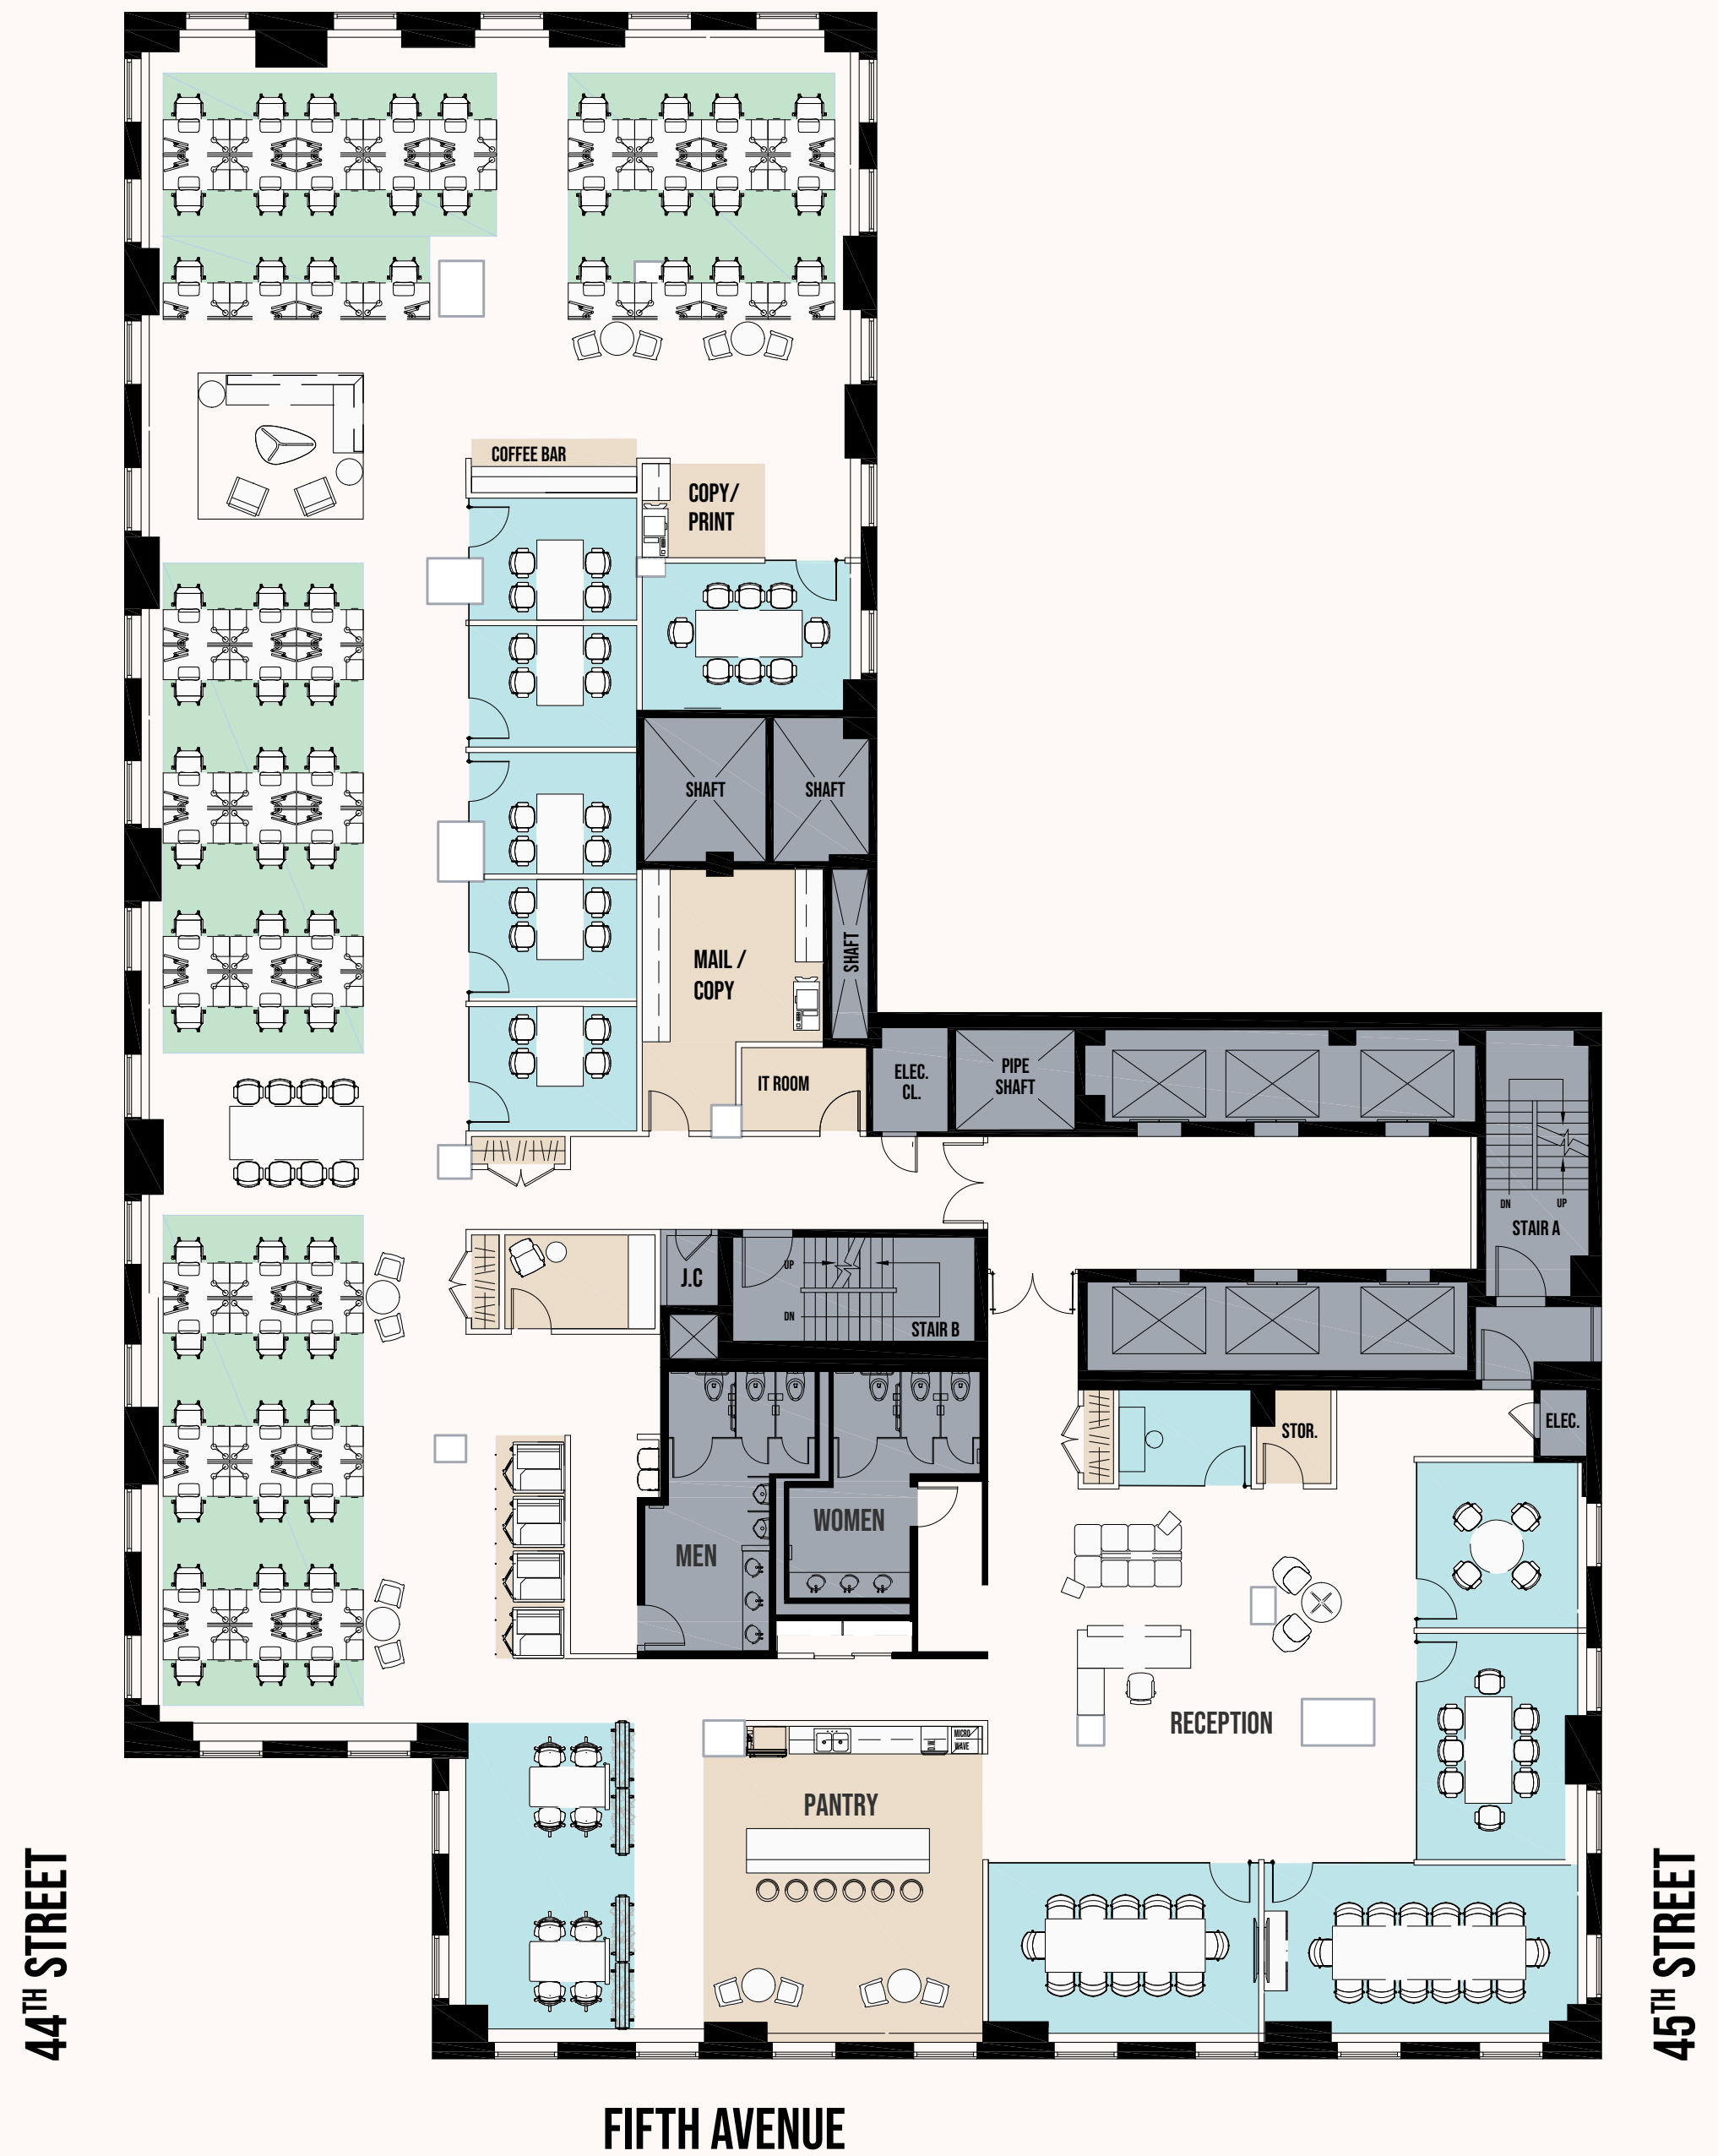 COFFEE BAR
COPY/
PRINT
SHAFT
SHAFT
MAIL /
COPY
SHAFT
IT ROOM
ELEC.
CL.
PIPE
SHAFT
DN
UP
STAIR A
J.C
UP
DN
STAIR B
ELEC.
STOR.
WOMEN
MEN
RECEPTION
MICRO
WAVE
PANTRY
44TH STREET
45TH STREET
FIFTH AVENUE